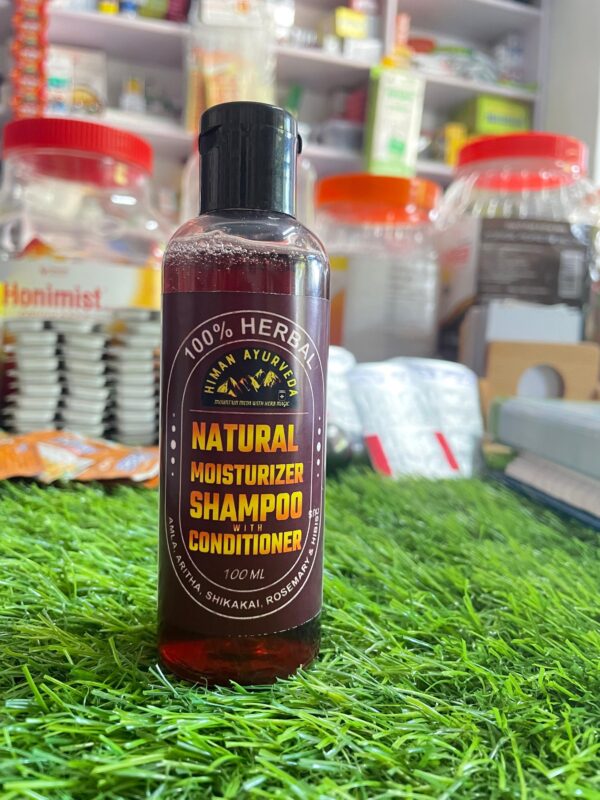 Honimist
100% HERBAL
HIMAN AYURVEDA
NATURAL
MOISTURIZER
SHAMPOO
WITH
CONDITIONER
100 ML
AMLA, ARITHA, SHIKAKAI, ROSEMARY & HIBISCUS